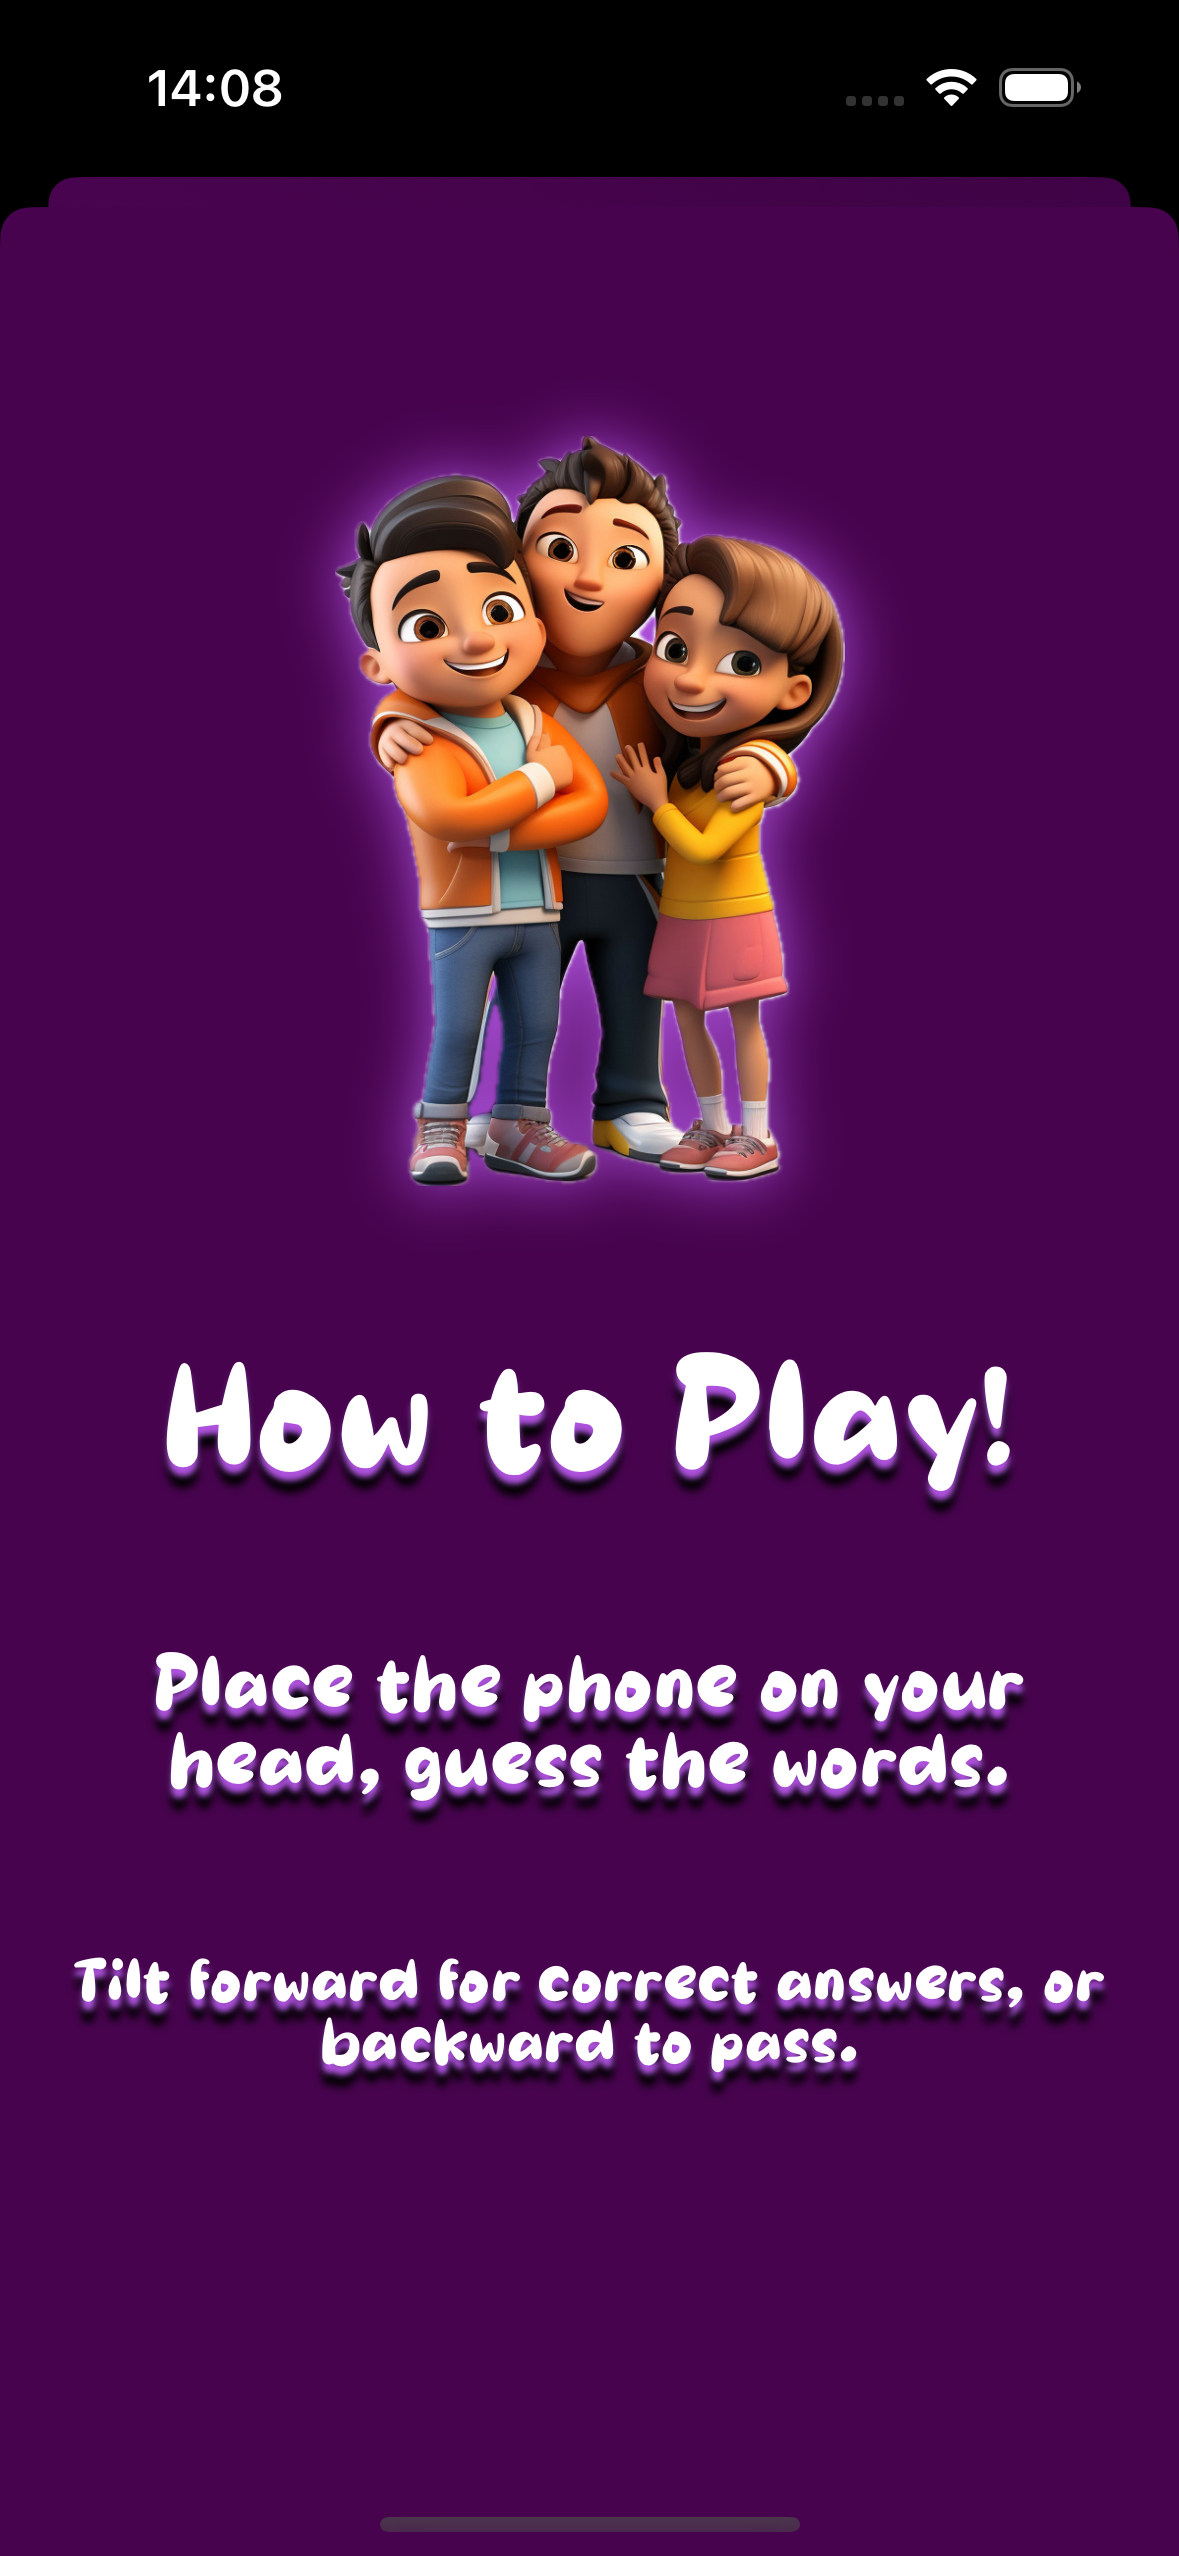 14:08
How to Play!
Place the phone on your
head, guess the words.
Tilt forward for correct answers, or
backward to pass.